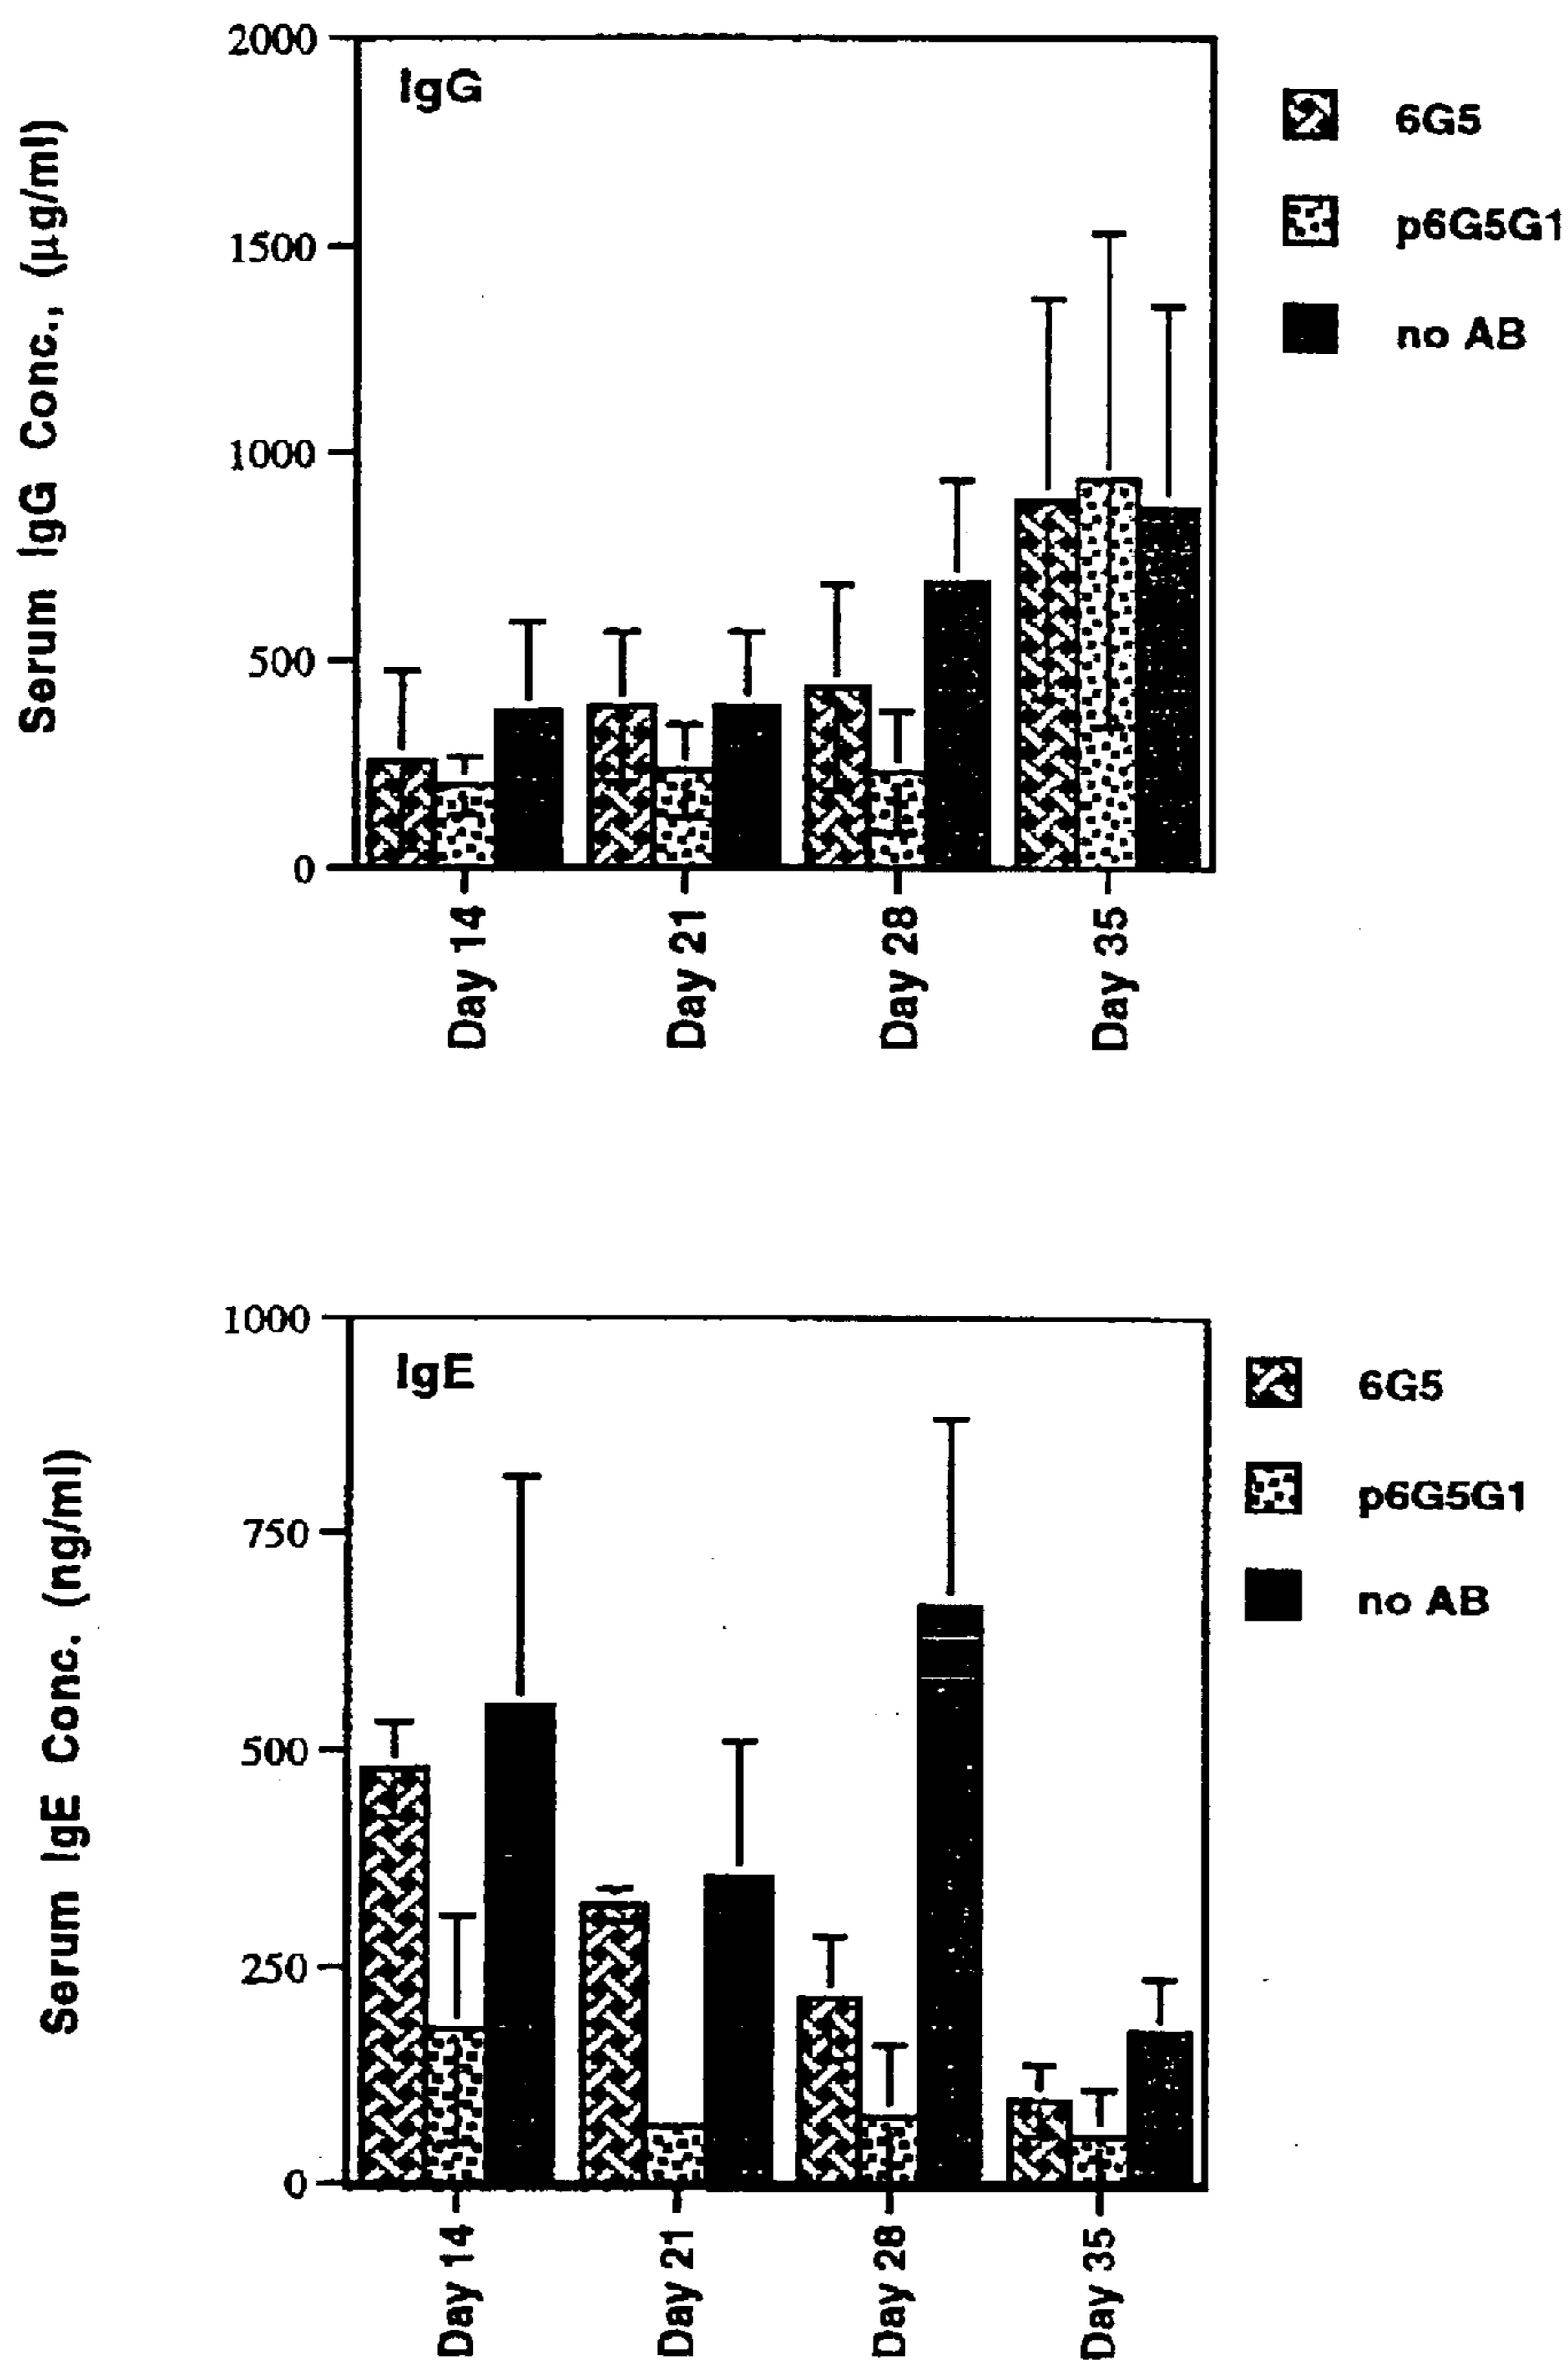 Serum IgG Conc., (µg/ml)
2000
1500
1000
500
0
IgG
Day 14
Day 21
Day 28
Day 35
6G5
p6G5G1
no AB
Serum IgE Conc. (ng/ml)
1000
750
500
250
0
IgE
Day 14
Day 21
Day 28
Day 35
6G5
p6G5G1
no AB